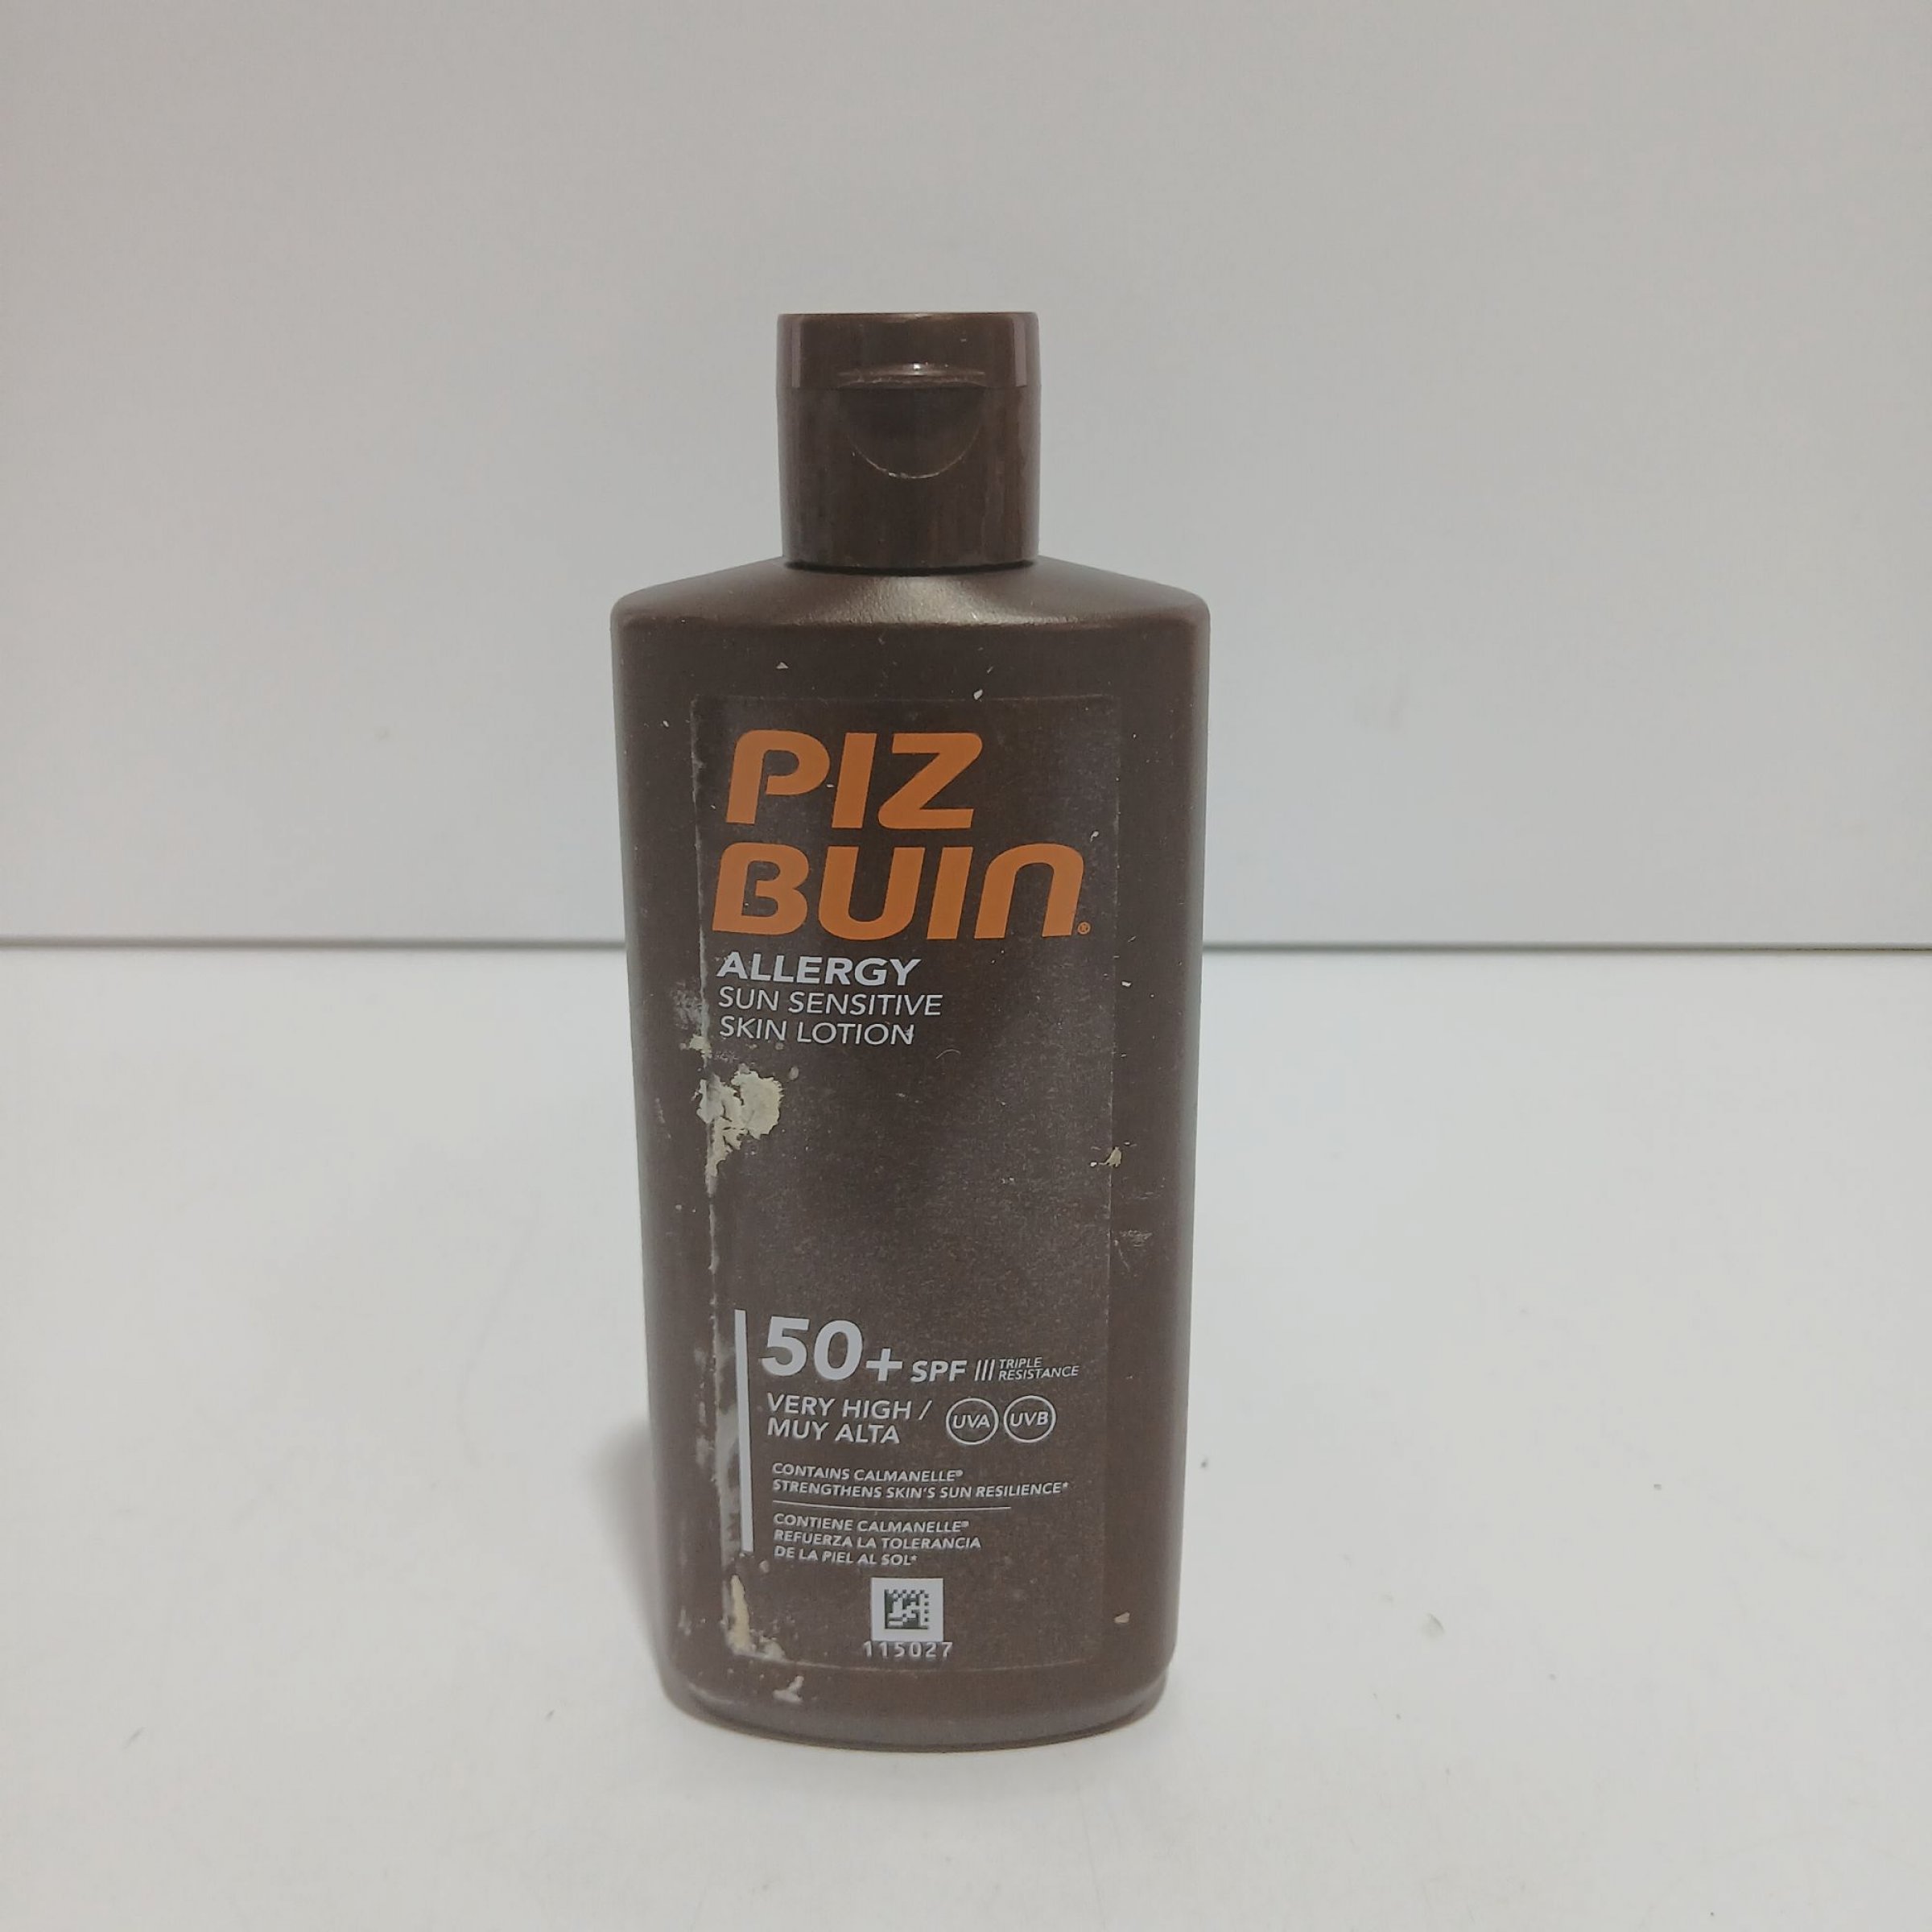 PIZ
BUIN®
ALLERGY
SUN SENSITIVE
SKIN LOTION
50+ SPF TRIPLE
RESISTANCE
VERY HIGH /
MUY ALTA
UVA UVB
CONTAINS CALMANELLE®
STRENGTHENS SKIN'S SUN RESILIENCE*
CONTIENE CALMANELLE®
REFUERZA LA TOLERANCIA
DE LA PIEL AL SOL*
115027